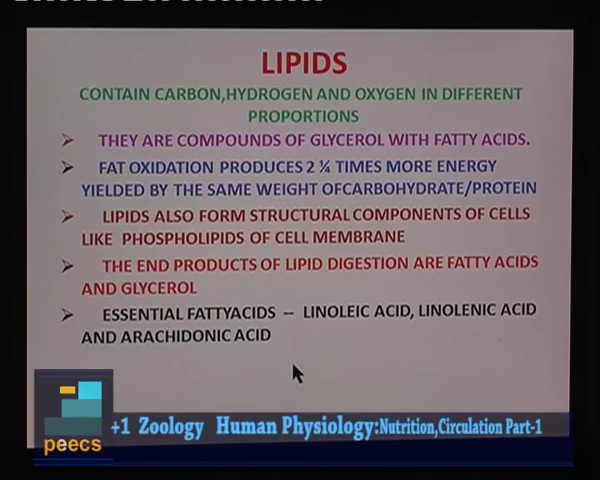 LIPIDS
CONTAIN CARBON,HYDROGEN AND OXYGEN IN DIFFERENT
PROPORTIONS
➢ THEY ARE COMPOUNDS OF GLYCEROL WITH FATTY ACIDS.
➢ FAT OXIDATION PRODUCES 2 ¼ TIMES MORE ENERGY
YIELDED BY THE SAME WEIGHT OFCARBOHYDRATE/PROTEIN
➢ LIPIDS ALSO FORM STRUCTURAL COMPONENTS OF CELLS
LIKE PHOSPHOLIPIDS OF CELL MEMBRANE
➢ THE END PRODUCTS OF LIPID DIGESTION ARE FATTY ACIDS
AND GLYCEROL
➢ ESSENTIAL FATTYACIDS -- LINOLEIC ACID, LINOLENIC ACID
AND ARACHIDONIC ACID
+1 Zoology Human Physiology:Nutrition,Circulation Part-1
peecs